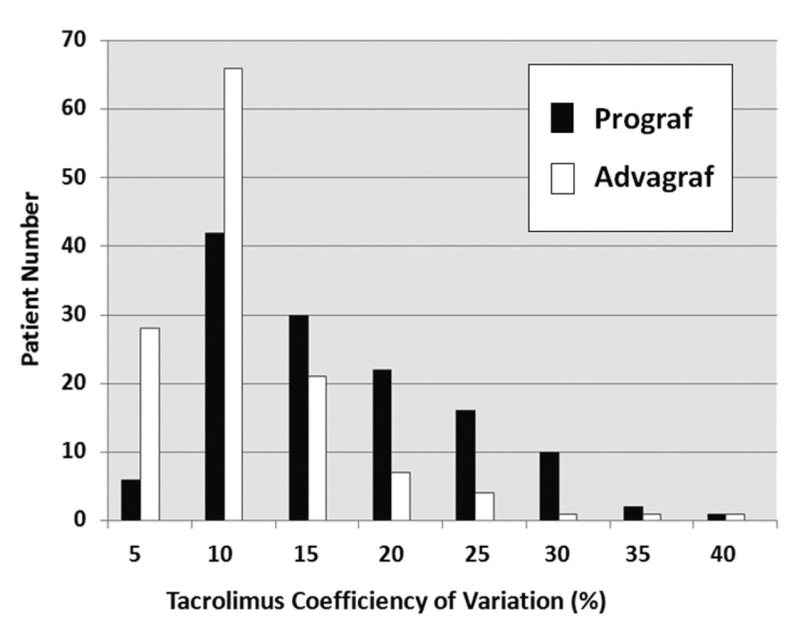 70
60
50
40
30
20
10
0
Patient Number
Prograf
Advagraf
5 10 15 20 25 30 35 40
Tacrolimus Coefficiency of Variation (%)